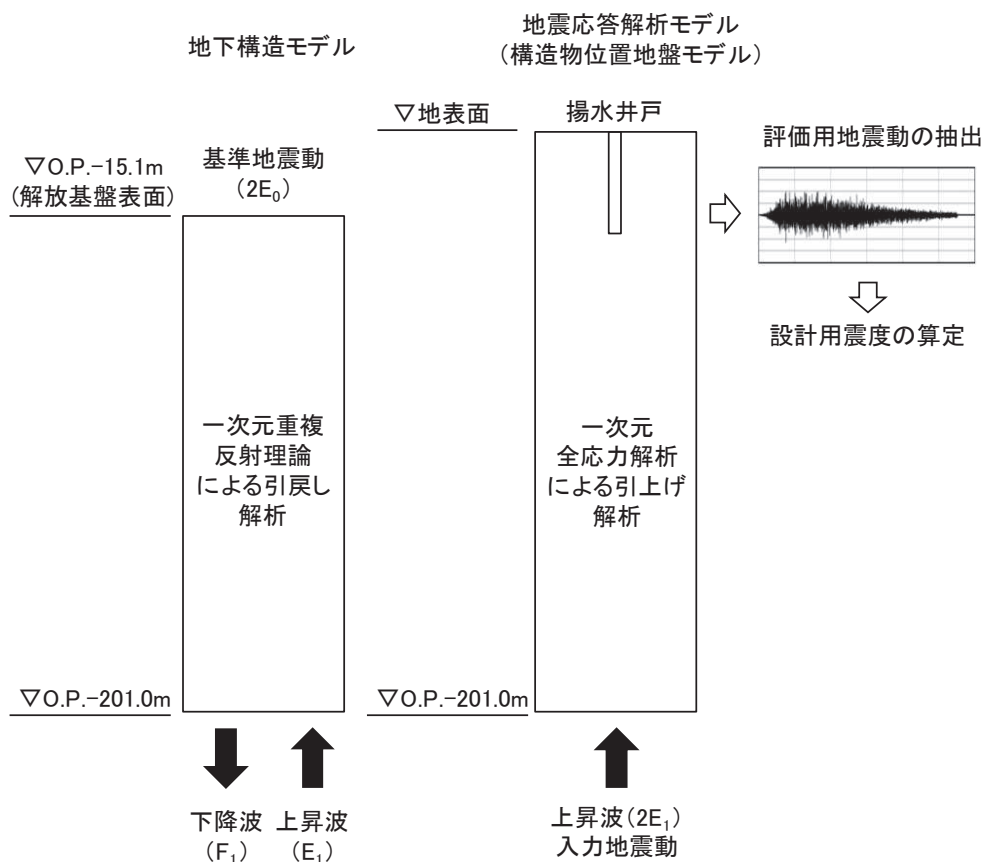 地下構造モデル
▽O.P.-15.1m
(解放基盤表面)
基準地震動
(2E₀)
一次元重複
反射理論
による引戻し
解析
▽O.P.-201.0m
下降波
(F₁)
上昇波
(E₁)
地震応答解析モデル
(構造物位置地盤モデル)
▽地表面
揚水井戸
一次元
全応力解析
による引上げ
解析
▽O.P.-201.0m
上昇波(2E₁)
入力地震動
評価用地震動の抽出
設計用震度の算定